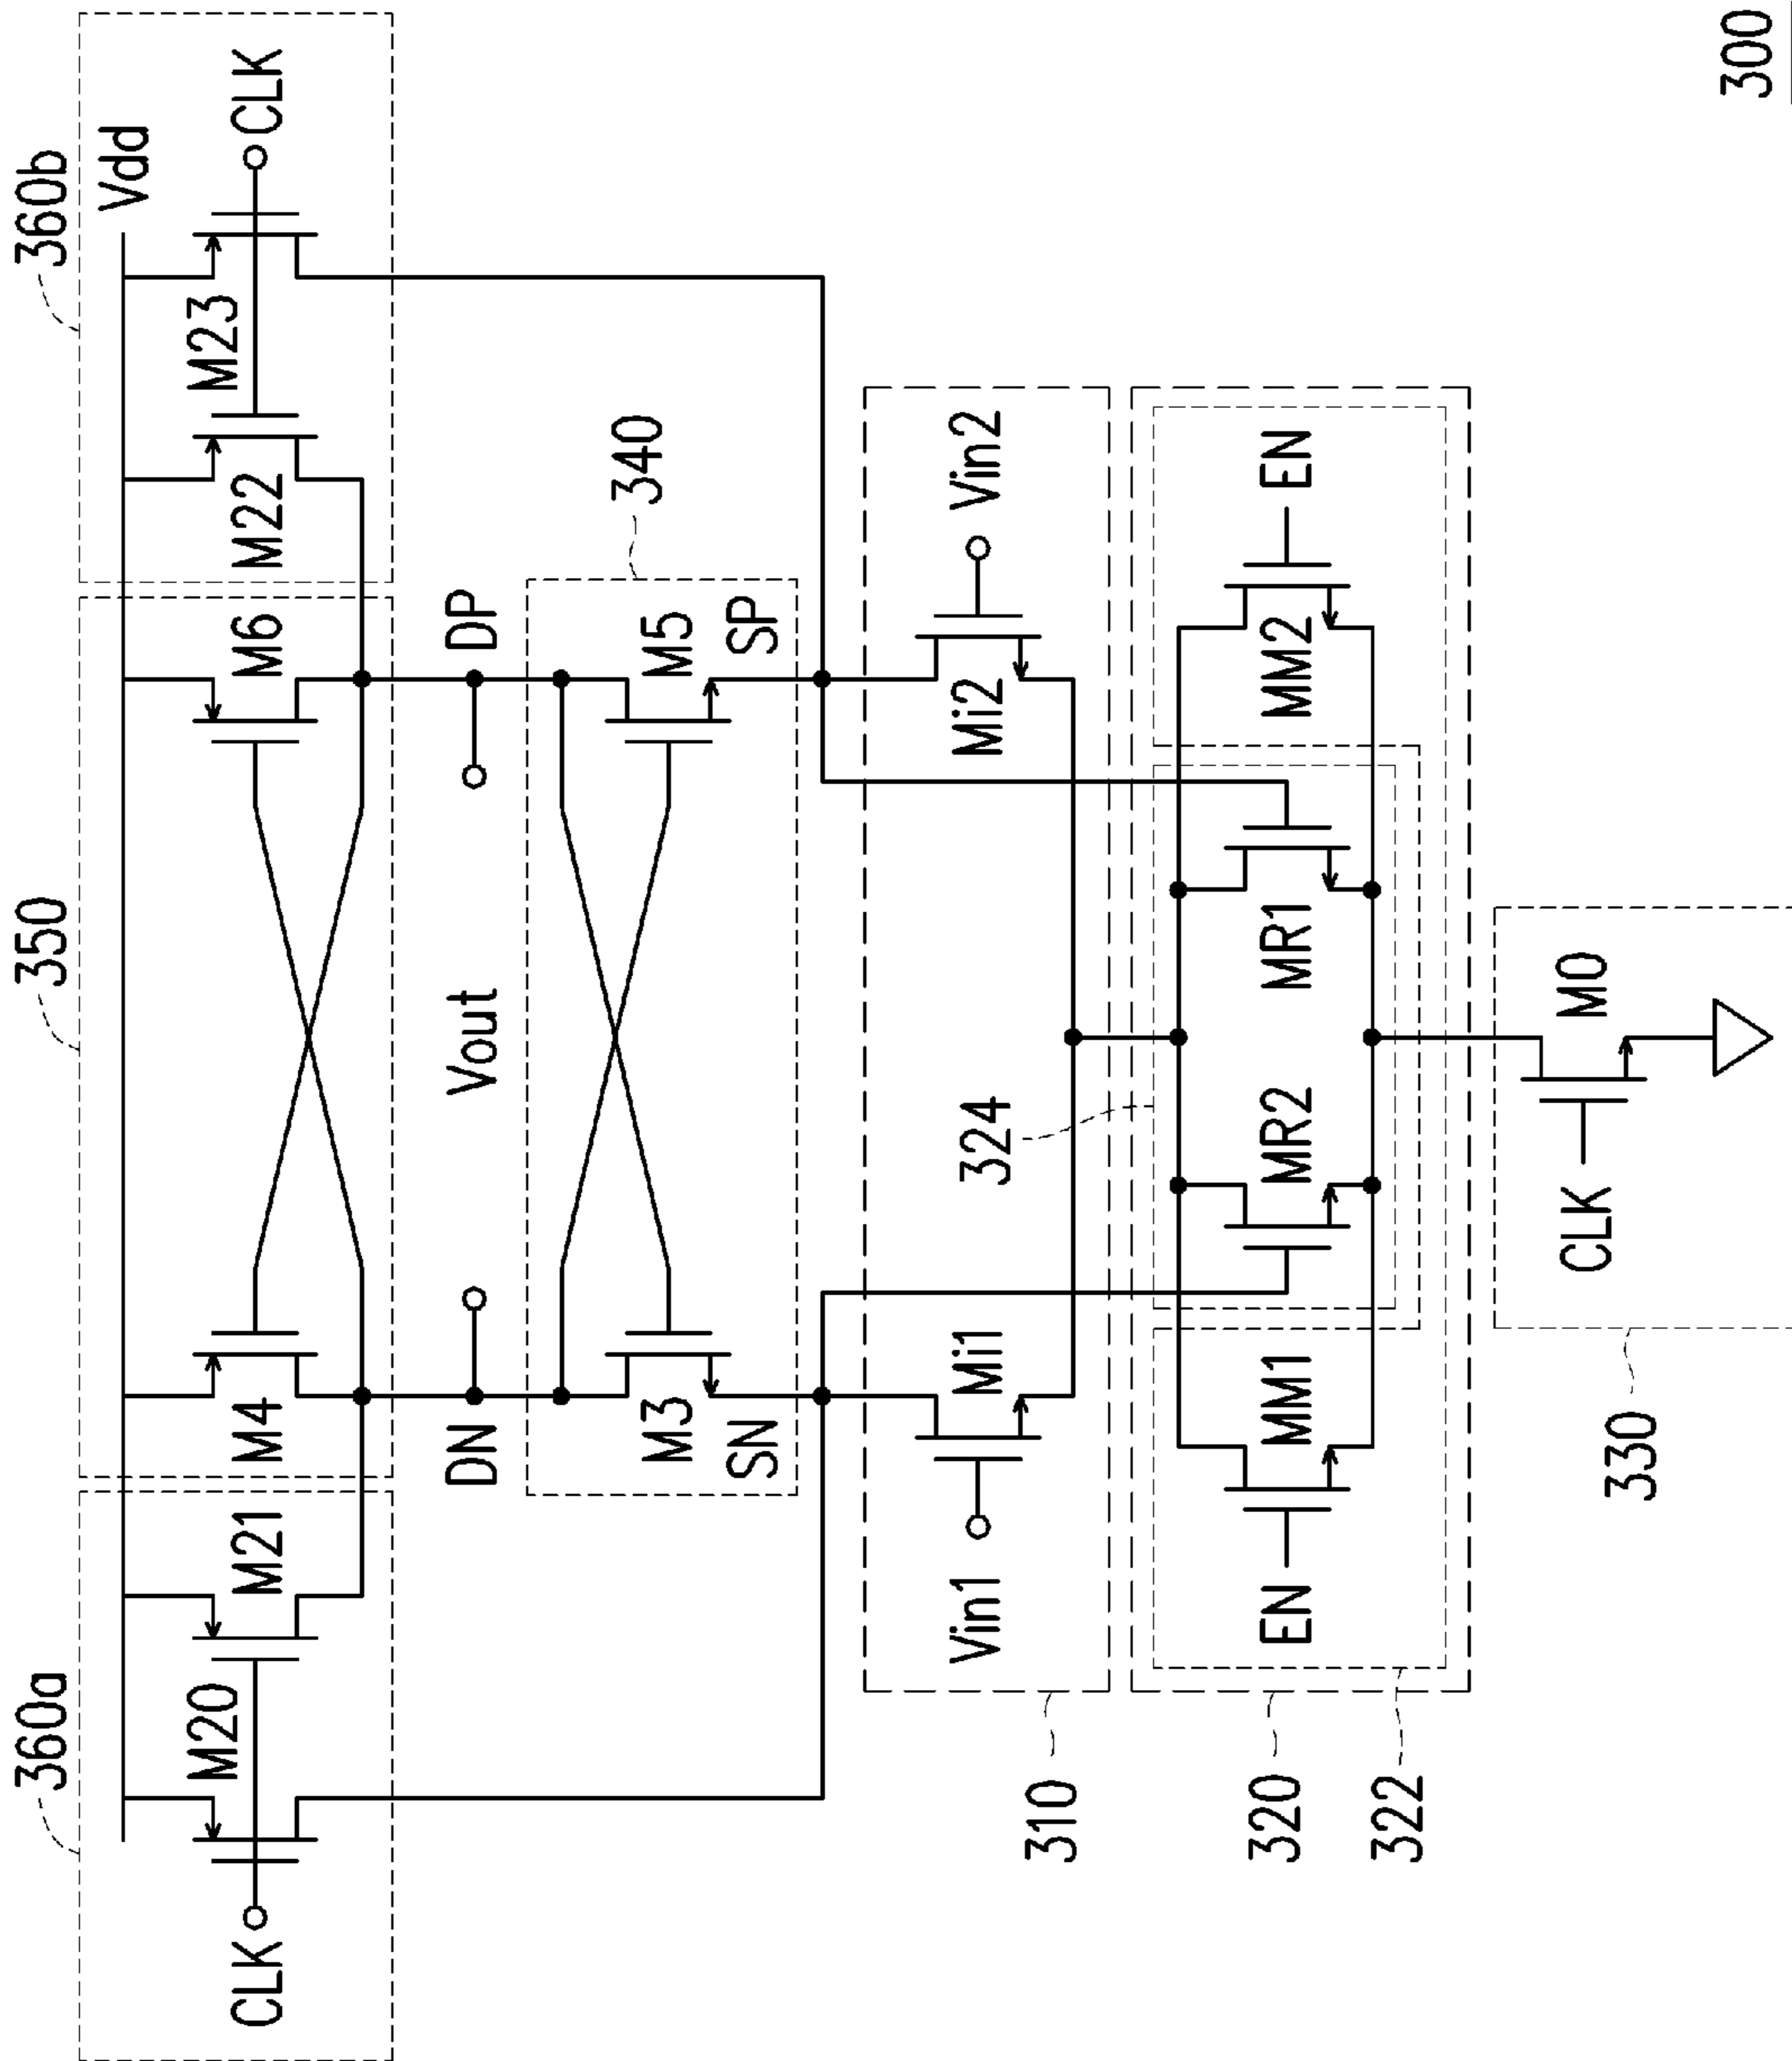 360a
350
360b
Vdd
M20
M23
CLK
M21
M4
M6
M22
CLK
DN
Vout
DP
340
M3
M5
SN
SP
Vin1
Mi1
324
Mi2
Vin2
310
320
EN
MM1
MR2
MR1
MM2
EN
322
CLK
M0
330
300